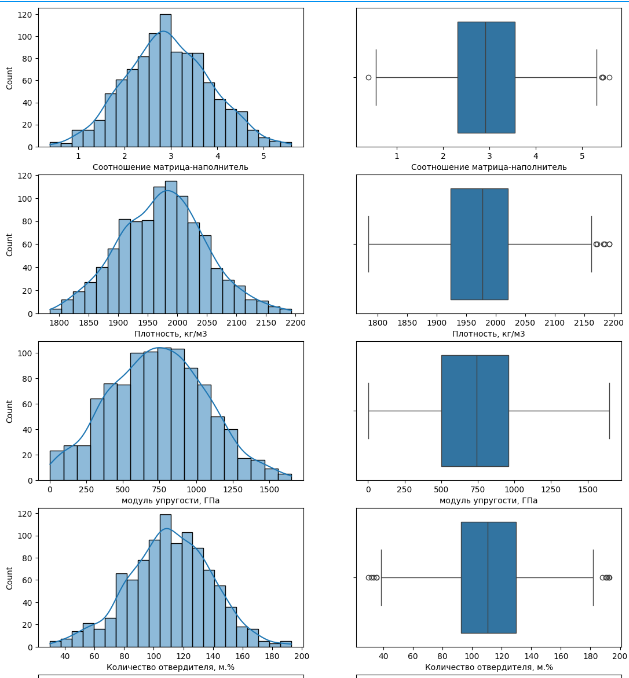 120
100
80
60
40
20
0
Count
1 2 3 4 5
Соотношение матрица-наполнитель
1 2 3 4 5
Соотношение матрица-наполнитель
120
100
80
60
40
20
0
Count
1800 1850 1900 1950 2000 2050 2100 2150 2200
Плотность, кг/м3
1800 1850 1900 1950 2000 2050 2100 2150 2200
Плотность, кг/м3
100
80
60
40
20
0
Count
0 250 500 750 1000 1250 1500
модуль упругости, ГПа
0 250 500 750 1000 1250 1500
модуль упругости, ГПа
120
100
80
60
40
20
0
Count
40 60 80 100 120 140 160 180 200
Количество отвердителя, м.%
40 60 80 100 120 140 160 180 200
Количество отвердителя, м.%